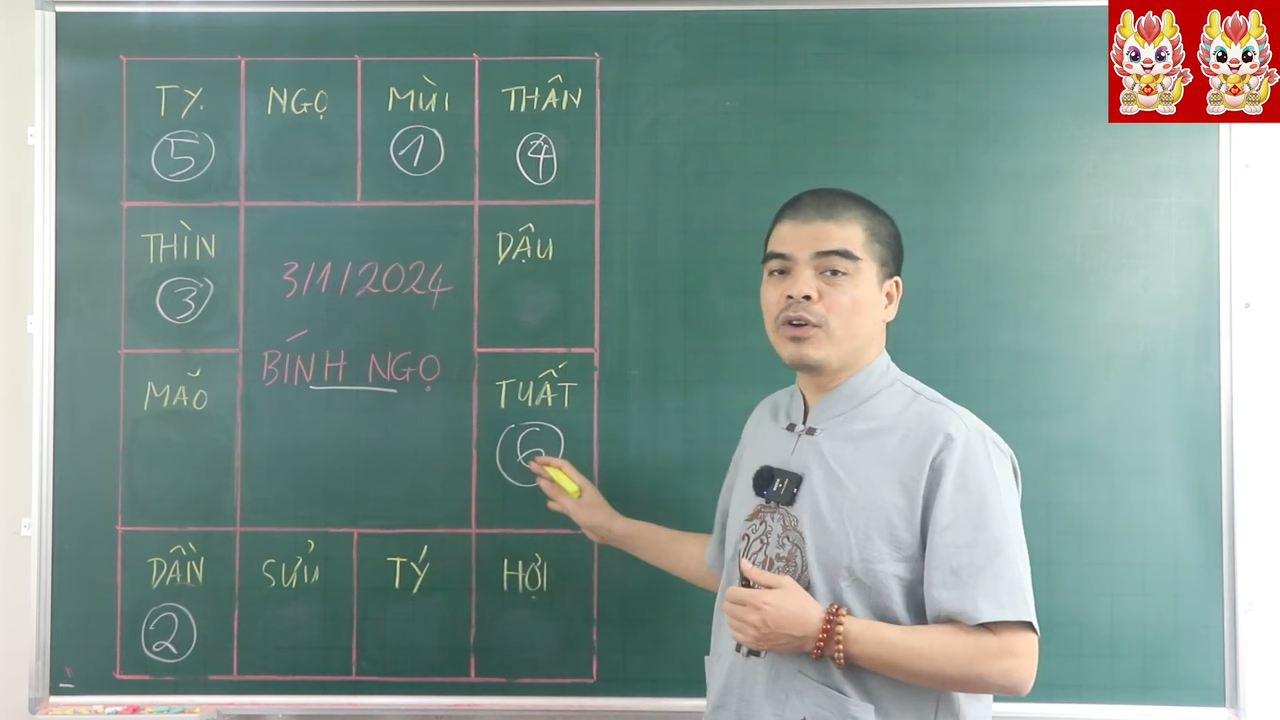 TỴ NGỌ MÙI THÂN
5 1 4
THÌN DẬU
3
3/1/2024
BÍNH NGỌ
MÃO TUẤT
6
DẦN SỬU TÝ HỢI
2